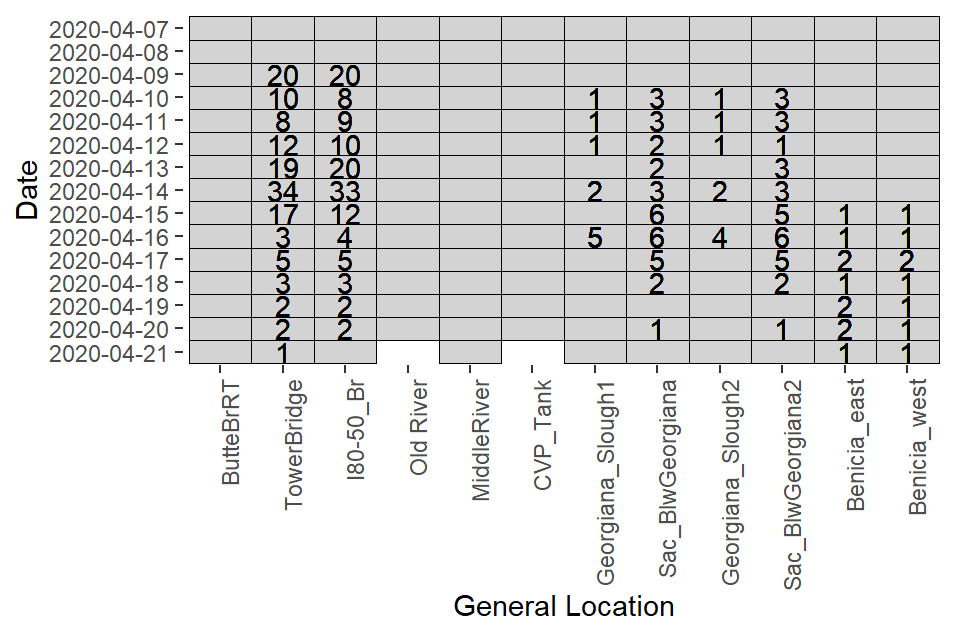 2020-04-07
2020-04-08
2020-04-09 20 20
2020-04-10 10 8 1 3 1 3
2020-04-11 8 9 1 3 1 3
2020-04-12 12 10 1 2 1 1
2020-04-13 19 20 2 3
2020-04-14 34 33 2 3 2 3
2020-04-15 17 12 6 5 1 1
2020-04-16 3 4 5 6 4 6 1 1
2020-04-17 5 5 5 5 2 2
2020-04-18 3 3 2 2 1 1
2020-04-19 2 2 2 1
2020-04-20 2 2 1 1 2 1
2020-04-21 1 1 1
Date
ButteBrRT
TowerBridge
I80-50_Br
Old River
MiddleRiver
CVP_Tank
Georgiana_Slough1
Sac_BlwGeorgiana
Georgiana_Slough2
Sac_BlwGeorgiana2
Benicia_east
Benicia_west
General Location